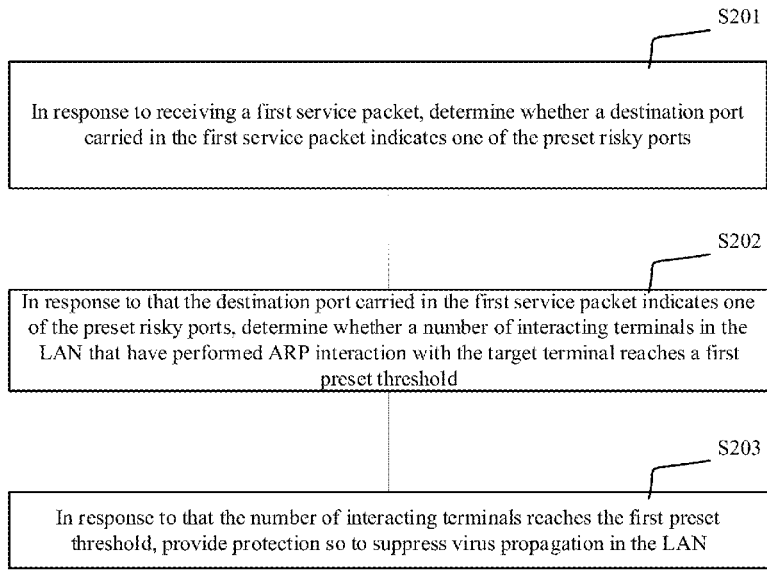 S201
In response to receiving a first service packet, determine whether a destination port
carried in the first service packet indicates one of the preset risky ports
S202
In response to that the destination port carried in the first service packet indicates one
of the preset risky ports, determine whether a number of interacting terminals in the
LAN that have performed ARP interaction with the target terminal reaches a first
preset threshold
S203
In response to that the number of interacting terminals reaches the first preset
threshold, provide protection so to suppress virus propagation in the LAN